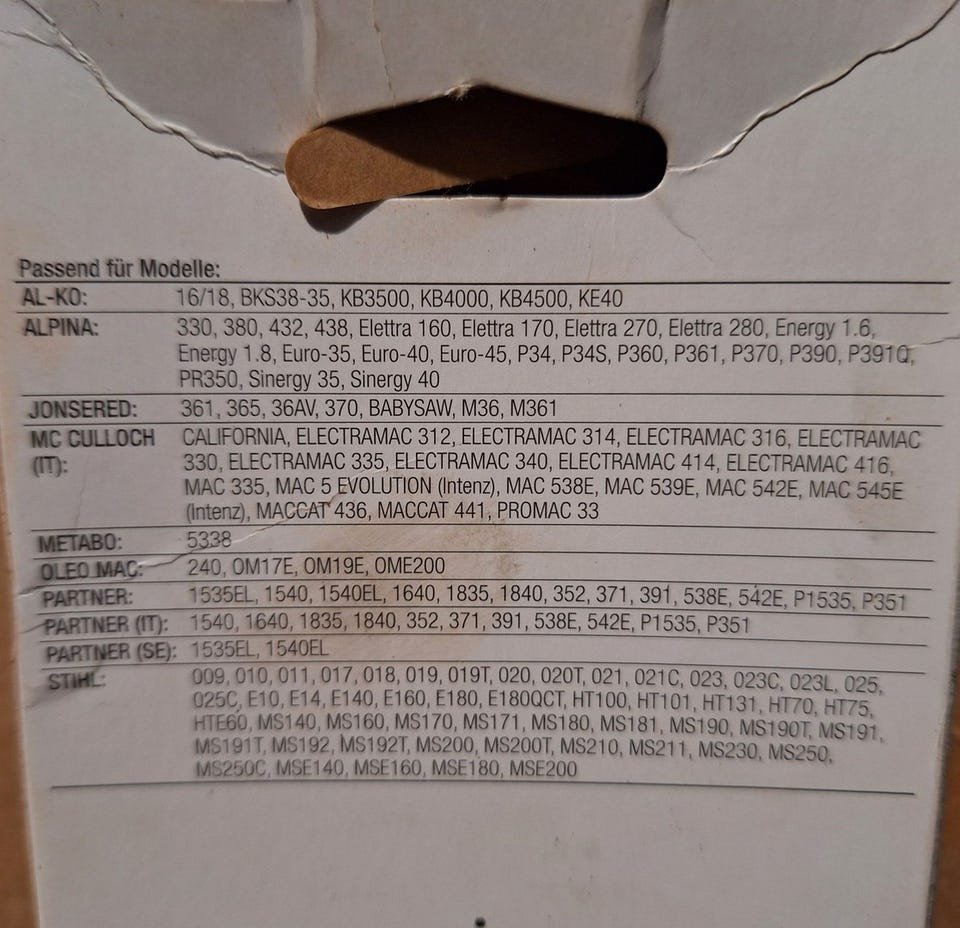 Passend für Modelle:
AL-KO: 16/18, BKS38-35, KB3500, KB4000, KB4500, KE40
ALPINA: 330, 380, 432, 438, Elettra 160, Elettra 170, Elettra 270, Elettra 280, Energy 1.6,
Energy 1.8, Euro-35, Euro-40, Euro-45, P34, P34S, P360, P361, P370, P390, P391Q,
PR350, Sinergy 35, Sinergy 40
JONSERED: 361, 365, 36AV, 370, BABYSAW, M36, M361
MC CULLOCH CALIFORNIA, ELECTRAMAC 312, ELECTRAMAC 314, ELECTRAMAC 316, ELECTRAMAC
(IT): 330, ELECTRAMAC 335, ELECTRAMAC 340, ELECTRAMAC 414, ELECTRAMAC 416,
MAC 335, MAC 5 EVOLUTION (Intenz), MAC 538E, MAC 539E, MAC 542E, MAC 545E
(Intenz), MACCAT 436, MACCAT 441, PROMAC 33
METABO: 5338
OLEO MAC: 240, OM17E, OM19E, OME200
PARTNER: 1535EL, 1540, 1540EL, 1640, 1835, 1840, 352, 371, 391, 538E, 542E, P1535, P351
PARTNER (IT): 1540, 1640, 1835, 1840, 352, 371, 391, 538E, 542E, P1535, P351
PARTNER (SE): 1535EL, 1540EL
STIHL: 009, 010, 011, 017, 018, 019, 019T, 020, 020T, 021, 021C, 023, 023C, 023L, 025,
025C, E10, E14, E140, E160, E180, E180QCT, HT100, HT101, HT131, HT70, HT75,
HTE60, MS140, MS160, MS170, MS171, MS180, MS181, MS190, MS190T, MS191,
MS191T, MS192, MS192T, MS200, MS200T, MS210, MS211, MS230, MS250,
MS250C, MSE140, MSE160, MSE180, MSE200